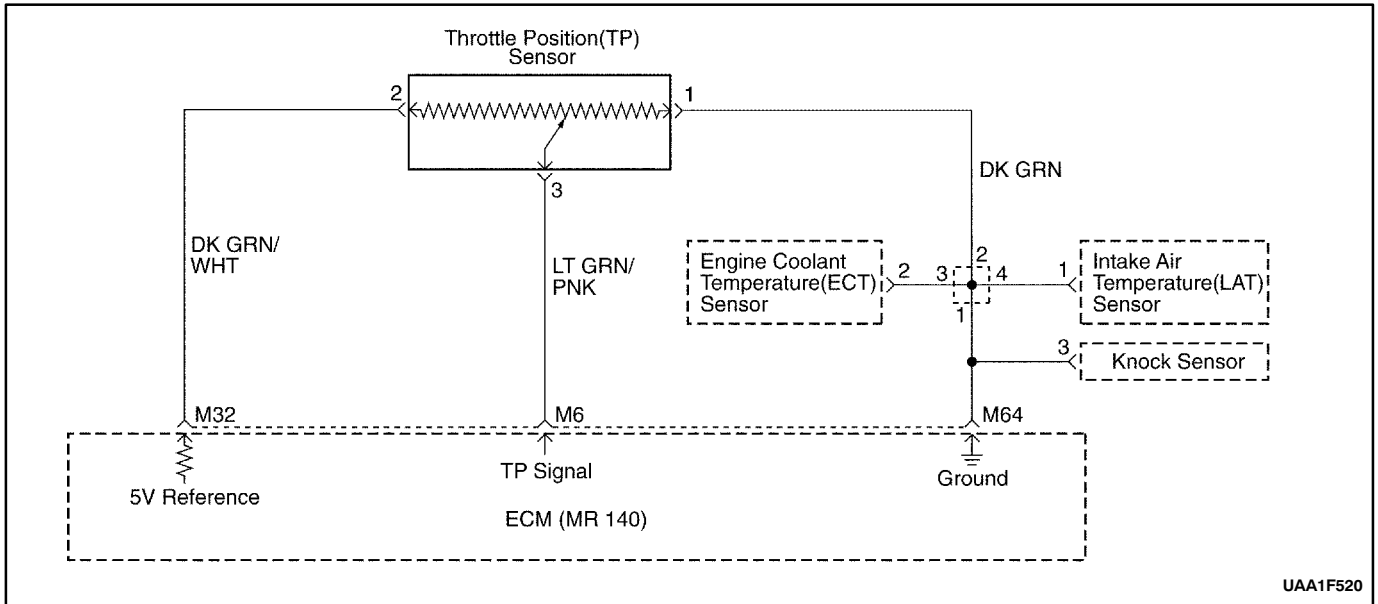 Throttle Position(TP)
Sensor
2
1
3
DK GRN
DK GRN/
WHT
LT GRN/
PNK
Engine Coolant
Temperature(ECT)
Sensor
2
3
2
4
1
1
Intake Air
Temperature(LAT)
Sensor
3
Knock Sensor
M32
M6
M64
5V Reference
TP Signal
Ground
ECM (MR 140)
UAA1F520